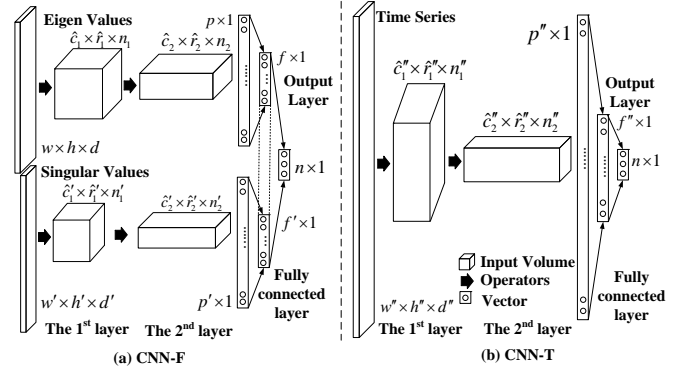 Eigen Values
ĉ₁×r̂₁×n₁
ĉ₂×r̂₂×n₂
p×1
f×1
Output
Layer
w×h×d
n×1
Singular Values
ĉ′₁×r̂′₁×n′₁
ĉ′₂×r̂′₂×n′₂
f′×1
Fully
connected
layer
w′×h′×d′
p′×1
The 1st layer
The 2nd layer
(a) CNN-F
Time Series
p″×1
ĉ″₁×r̂″₁×n″₁
ĉ″₂×r̂″₂×n″₂
Output
Layer
f″×1
n×1
Input Volume
Operators
Vector
Fully
connected
layer
w″×h″×d″
The 1st layer
The 2nd layer
(b) CNN-T